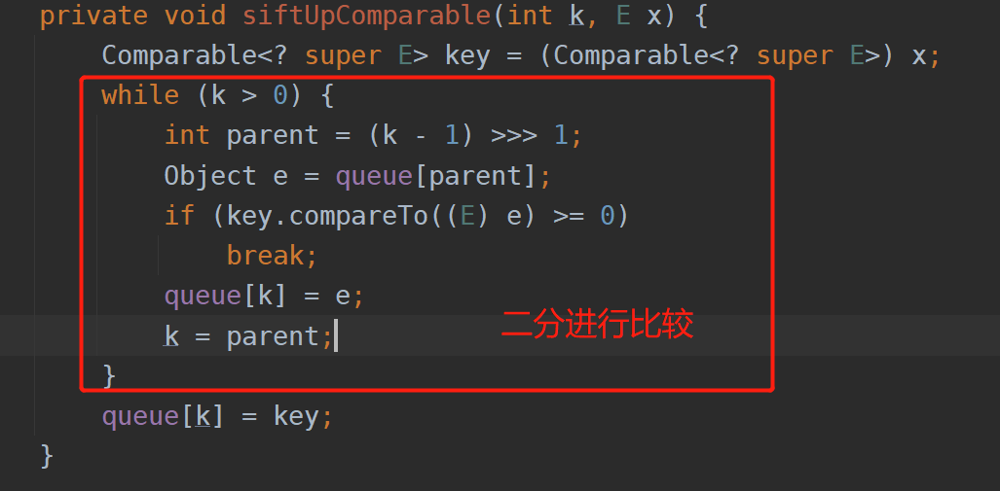 private void siftUpComparable(int k, E x) {
Comparable<? super E> key = (Comparable<? super E>) x;
while (k > 0) {
int parent = (k - 1) >>> 1;
Object e = queue[parent];
if (key.compareTo((E) e) >= 0)
break;
queue[k] = e;
k = parent;
二分进行比较
}
queue[k] = key;
}